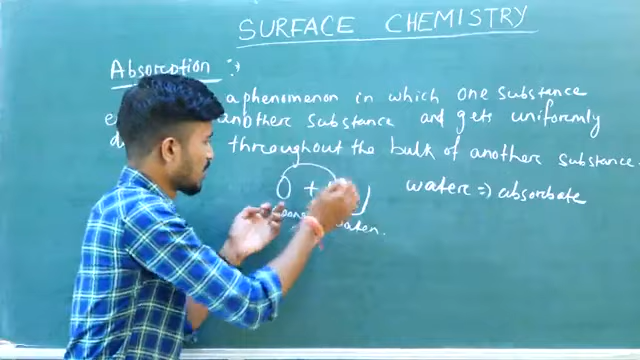 SURFACE CHEMISTRY
Absorption :-
a phenomenon in which one substance
another substance and gets uniformly
throughout the bulk of another substance.
+
water => absorbate
water.